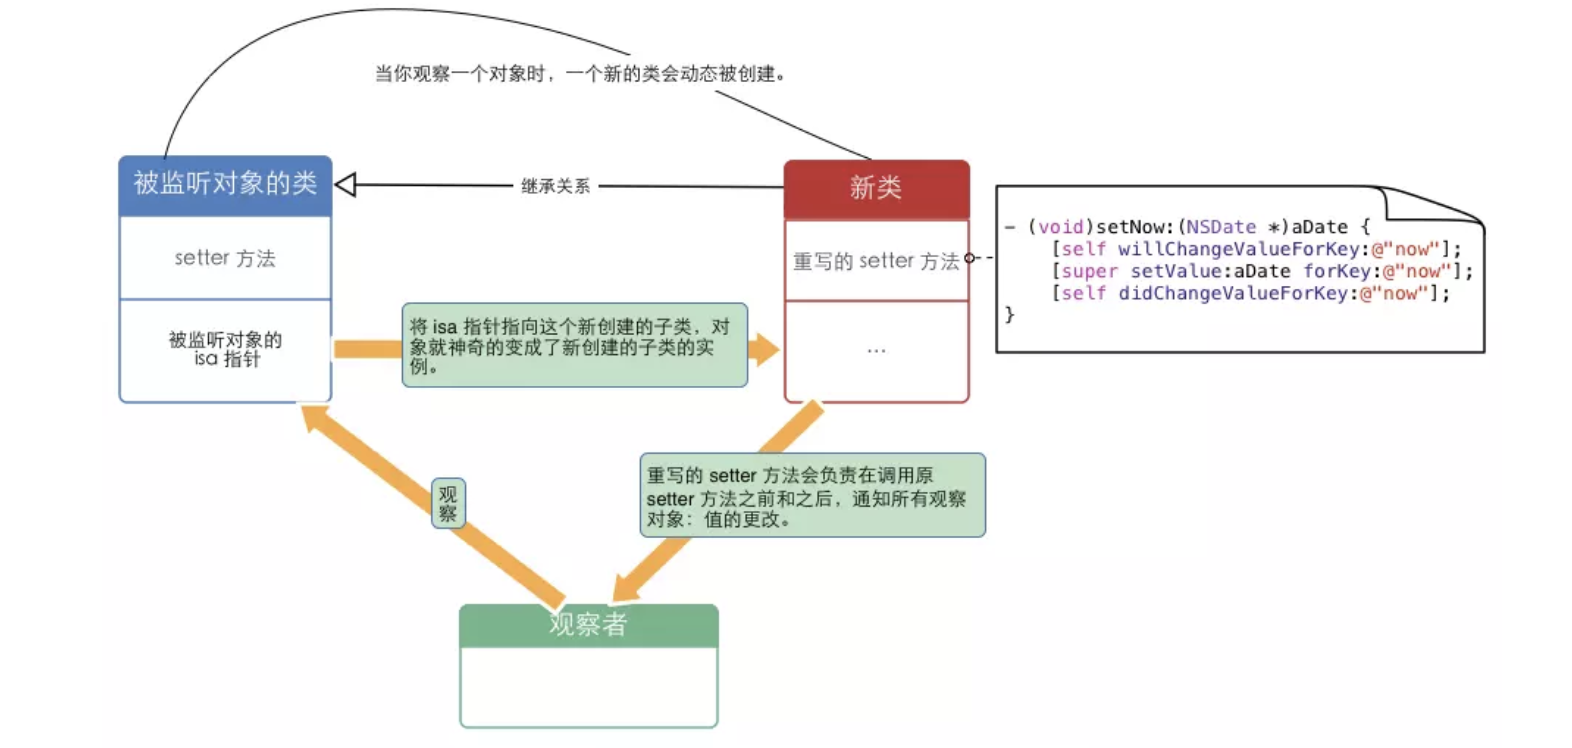 当你观察一个对象时，一个新的类会动态被创建。
被监听对象的类
继承关系
新类
setter 方法
重写的 setter 方法
- (void)setNow:(NSDate *)aDate {
[self willChangeValueForKey:@"now"];
[super setValue:aDate forKey:@"now"];
[self didChangeValueForKey:@"now"];
}
被监听对象的
isa 指针
将 isa 指针指向这个新创建的子类，对
象就神奇的变成了新创建的子类的实
例。
...
观
察
重写的 setter 方法会负责在调用原
setter 方法之前和之后，通知所有观察
对象：值的更改。
观察者